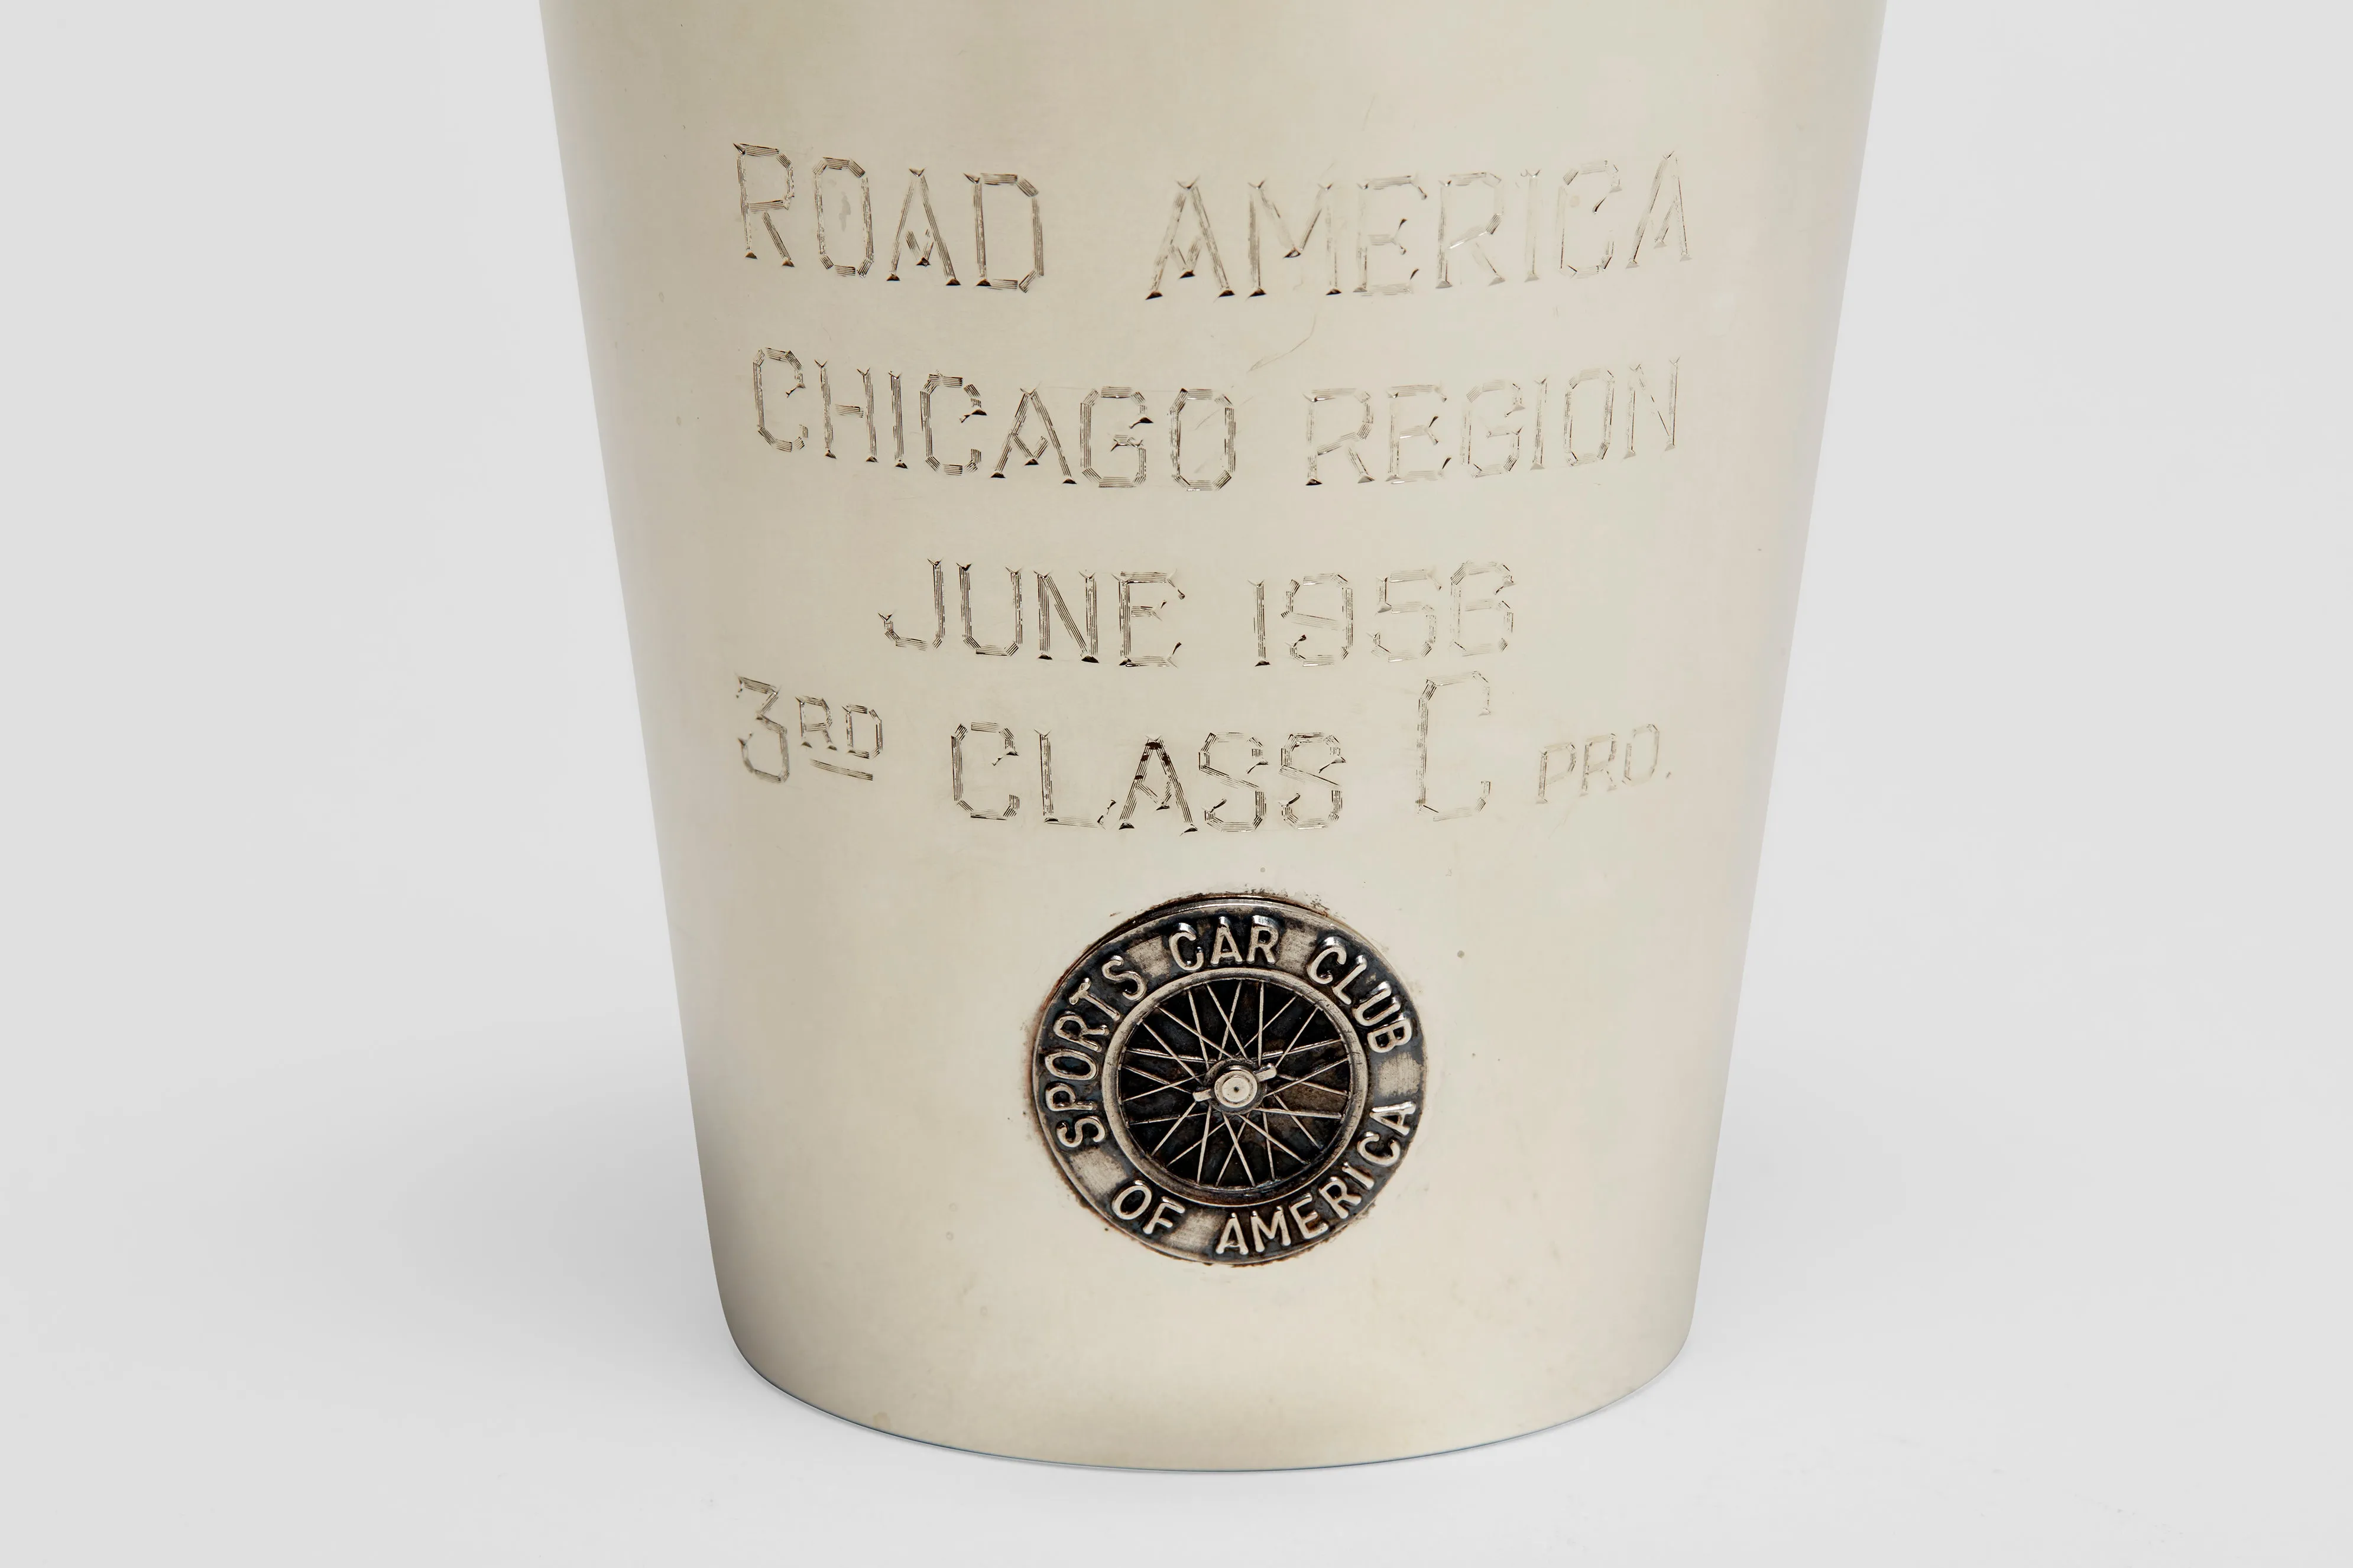 ROAD AMERICA
CHICAGO REGION
JUNE 1956
3RD CLASS C PRO.
SPORTS CAR CLUB
OF AMERICA